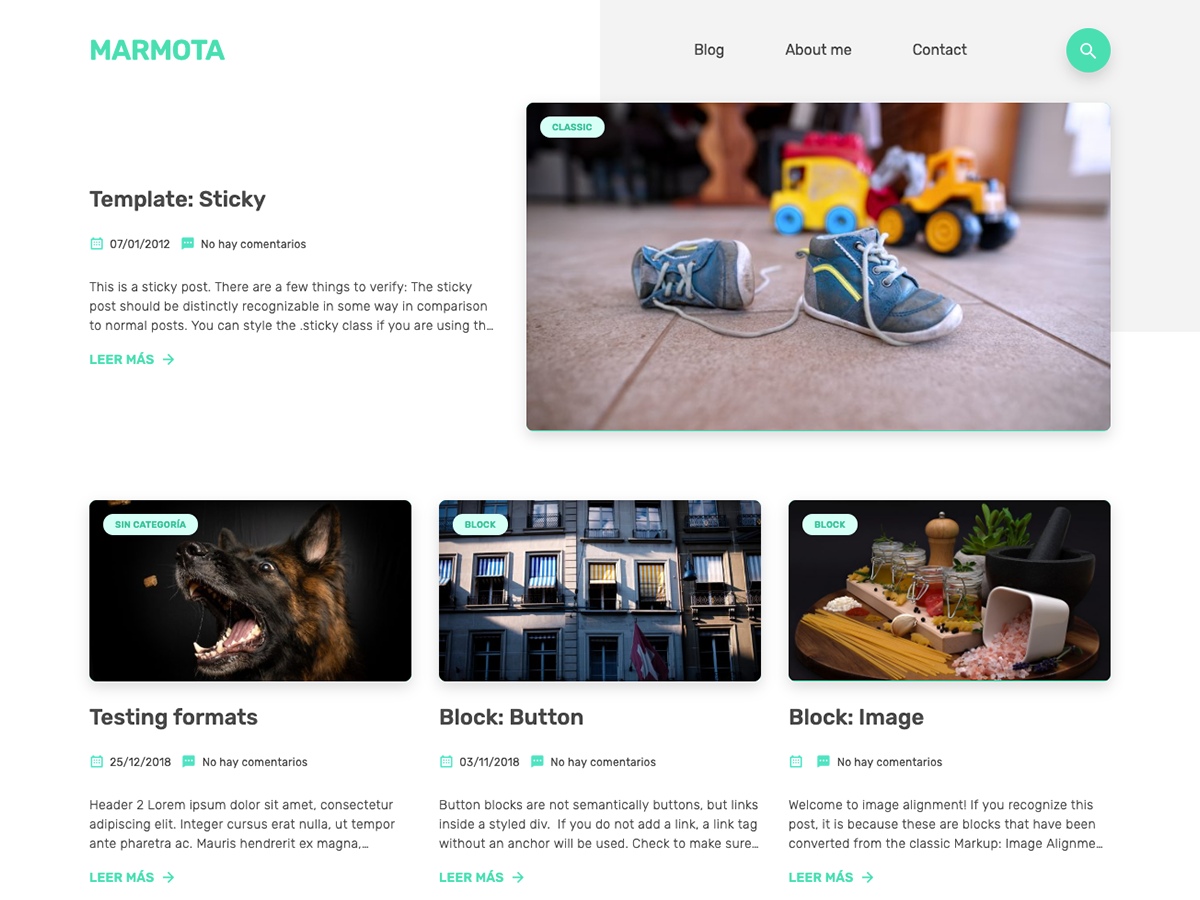 MARMOTA
Blog
About me
Contact
CLASSIC
Template: Sticky
07/01/2012 No hay comentarios
This is a sticky post. There are a few things to verify: The sticky
post should be distinctly recognizable in some way in comparison
to normal posts. You can style the .sticky class if you are using th…
LEER MÁS
SIN CATEGORÍA
Testing formats
25/12/2018 No hay comentarios
Header 2 Lorem ipsum dolor sit amet, consectetur
adipiscing elit. Integer cursus erat nulla, ut tempor
ante pharetra ac. Mauris hendrerit ex magna,…
LEER MÁS
BLOCK
Block: Button
03/11/2018 No hay comentarios
Button blocks are not semantically buttons, but links
inside a styled div.  If you do not add a link, a link tag
without an anchor will be used. Check to make sure…
LEER MÁS
BLOCK
Block: Image
No hay comentarios
Welcome to image alignment! If you recognize this
post, it is because these are blocks that have been
converted from the classic Markup: Image Alignme…
LEER MÁS